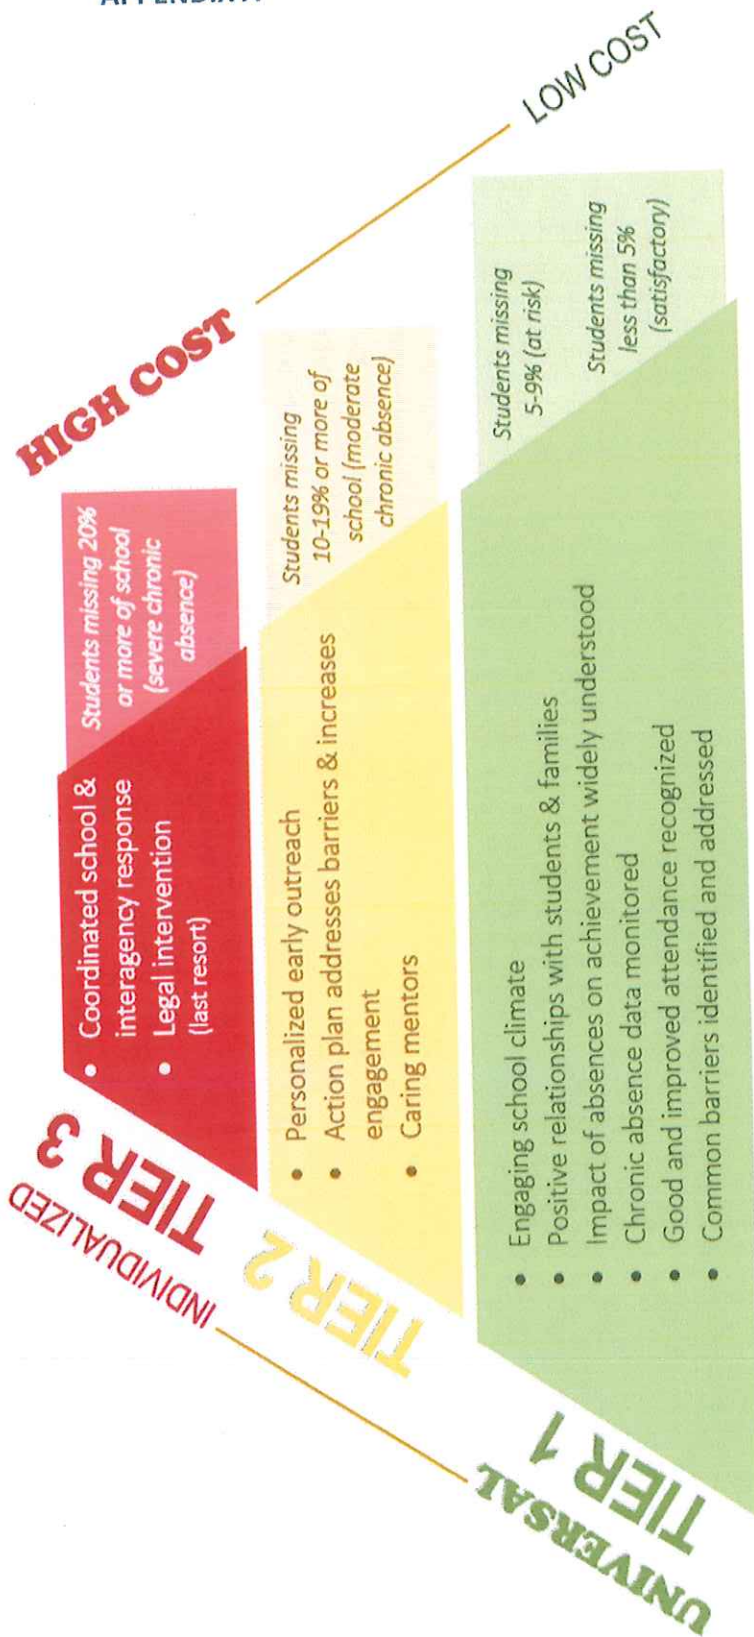 HIGH COST
LOW COST
INDIVIDUALIZED
TIER 3
• Coordinated school &
interagency response
• Legal intervention
(last resort)
Students missing 20%
or more of school
(severe chronic
absence)
TIER 2
• Personalized early outreach
• Action plan addresses barriers & increases
engagement
• Caring mentors
Students missing
10-19% or more of
school (moderate
chronic absence)
UNIVERSAL
TIER 1
• Engaging school climate
• Positive relationships with students & families
• Impact of absences on achievement widely understood
• Chronic absence data monitored
• Good and improved attendance recognized
• Common barriers identified and addressed
Students missing
5-9% (at risk)
Students missing
less than 5%
(satisfactory)